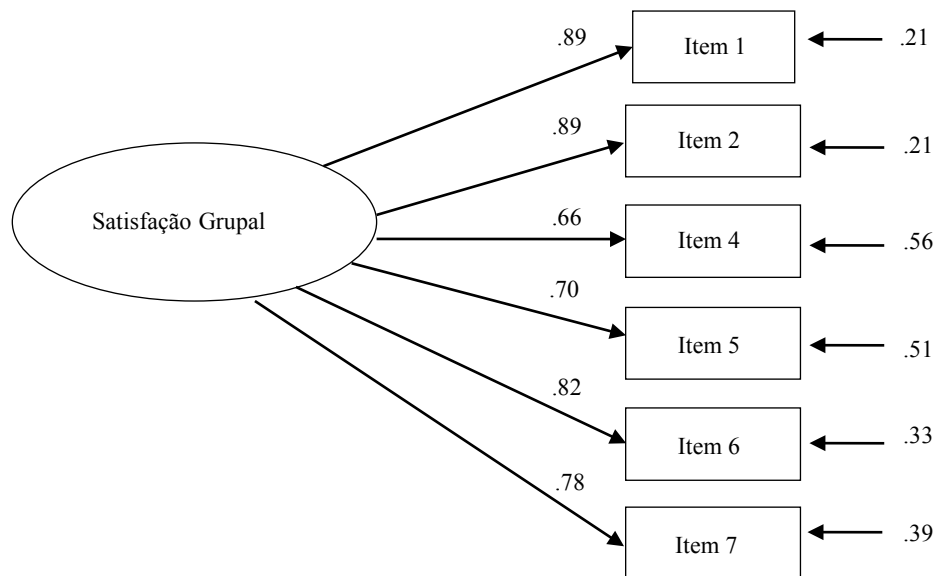 .89
Item 1
.21
.89
Item 2
.21
Satisfação Grupal
.66
Item 4
.56
.70
Item 5
.51
.82
Item 6
.33
.78
Item 7
.39